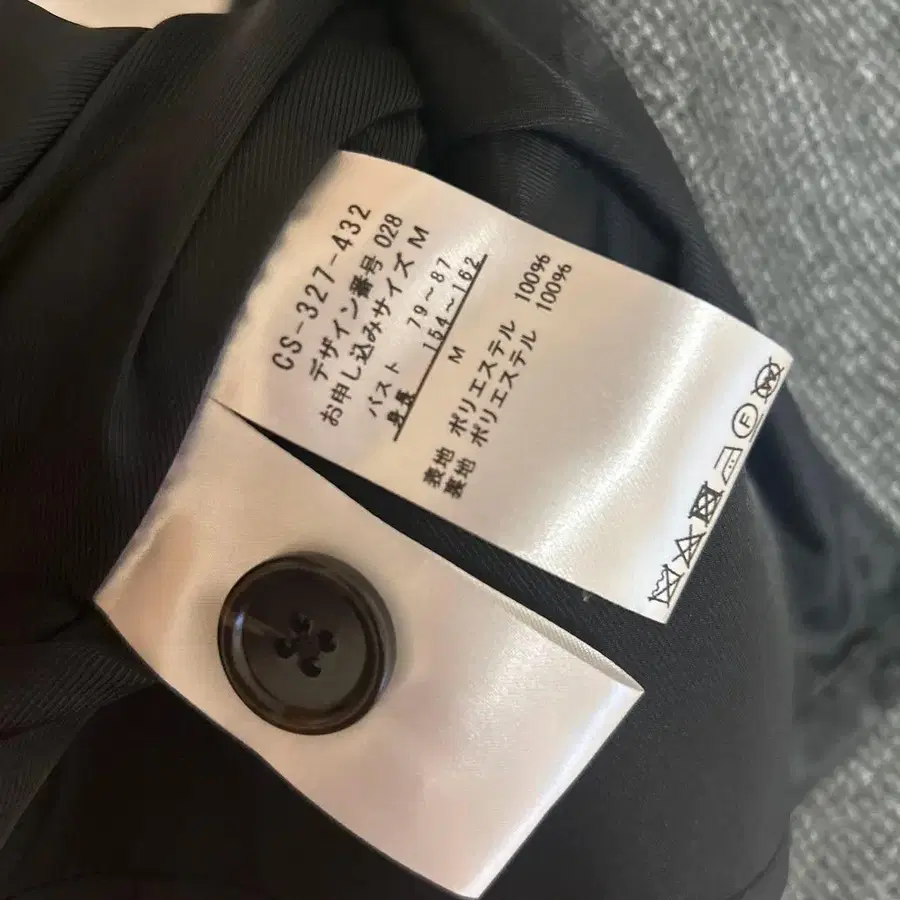 CS-327-432
デザイン番号 028
お申し込みサイズ M
バスト 79～87
身長 154～162
M
表地 ポリエステル 100%
裏地 ポリエステル 100%
F
W